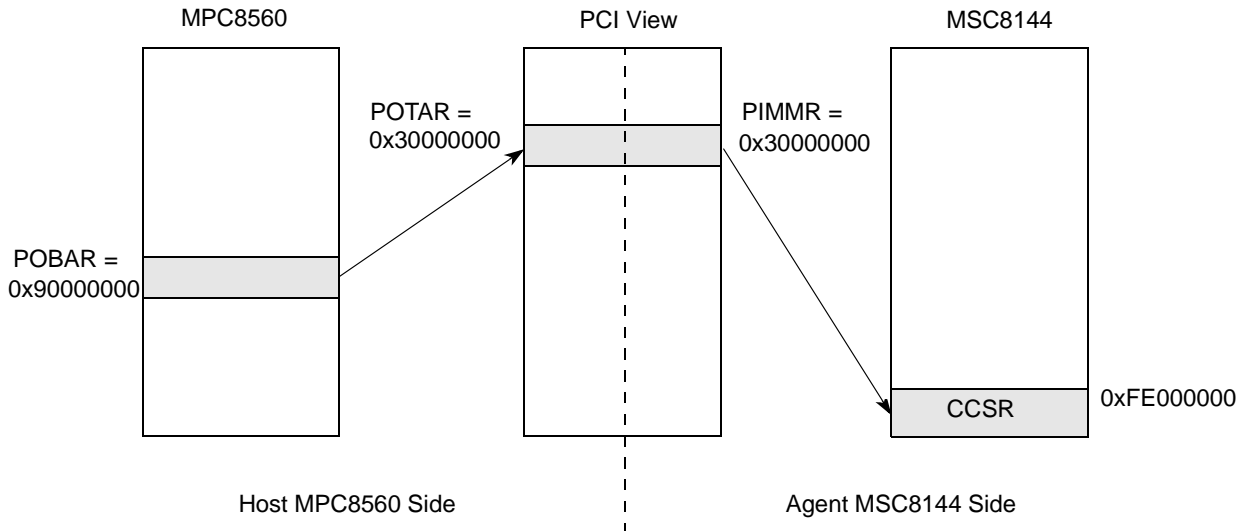 MPC8560
PCI View
MSC8144
POTAR =
0x30000000
PIMMR =
0x30000000
POBAR =
0x90000000
CCSR
0xFE000000
Host MPC8560 Side
Agent MSC8144 Side